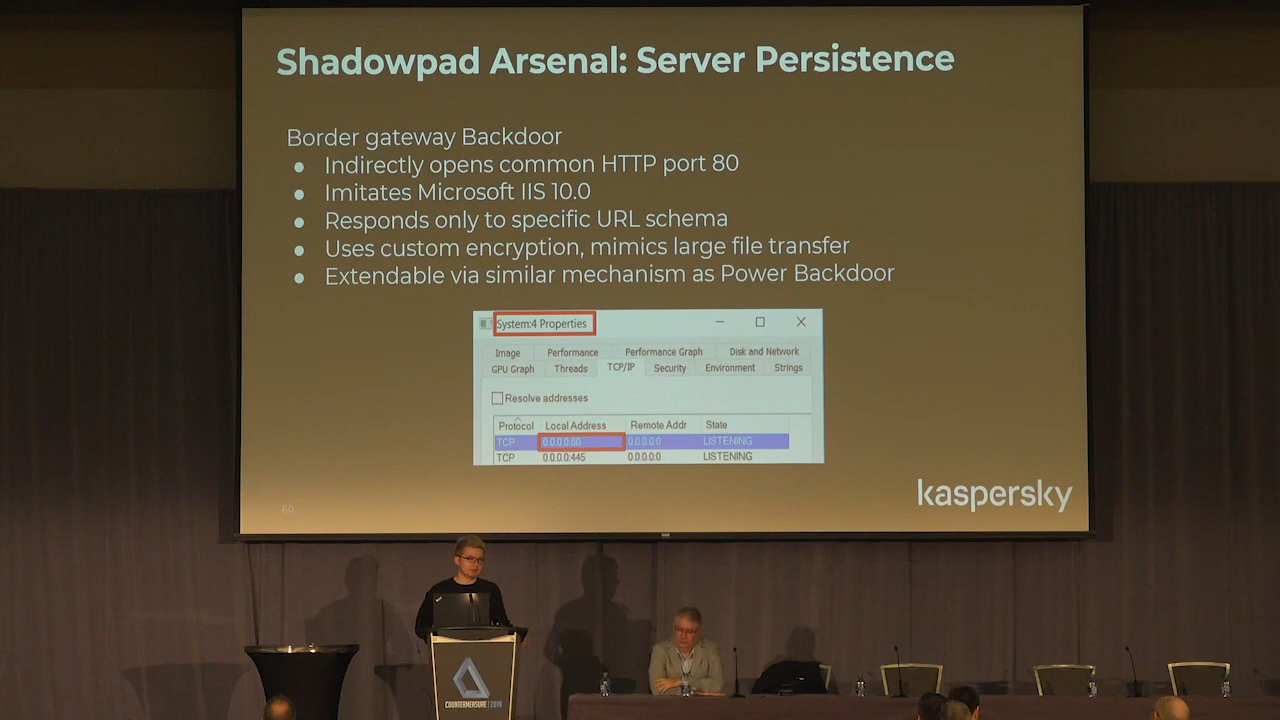 Shadowpad Arsenal: Server Persistence
Border gateway Backdoor
● Indirectly opens common HTTP port 80
● Imitates Microsoft IIS 10.0
● Responds only to specific URL schema
● Uses custom encryption, mimics large file transfer
● Extendable via similar mechanism as Power Backdoor
System:4 Properties
Image Performance Performance Graph Disk and Network
GPU Graph Threads TCP/IP Security Environment Strings
Resolve addresses
Protocol Local Address Remote Addr State
TCP 0.0.0.0:80 0.0.0.0:0 LISTENING
TCP 0.0.0.0:445 0.0.0.0:0 LISTENING
kaspersky
60
COUNTERMEASURE | 2019